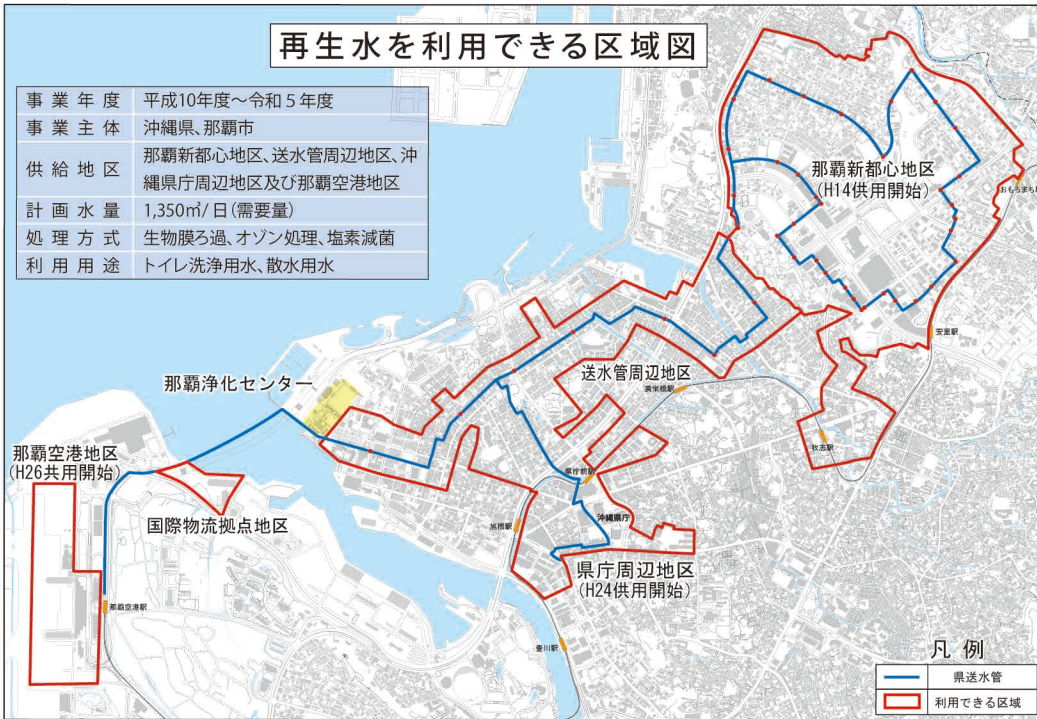 再生水を利用できる区域図
事業年度 平成10年度～令和5年度
事業主体 沖縄県、那覇市
供給地区 那覇新都心地区、送水管周辺地区、沖
縄県庁周辺地区及び那覇空港地区
計画水量 1,350㎥/日(需要量)
処理方式 生物膜ろ過、オゾン処理、塩素減菌
利用用途 トイレ洗浄用水、散水用水
那覇新都心地区
(H14供用開始)
おもろまち駅
安里駅
送水管周辺地区
美栄橋駅
牧志駅
那覇浄化センター
那覇空港地区
(H26共用開始)
国際物流拠点地区
県庁前駅
旭橋駅
沖縄県庁
県庁周辺地区
(H24供用開始)
那覇空港駅
壷川駅
凡例
県送水管
利用できる区域